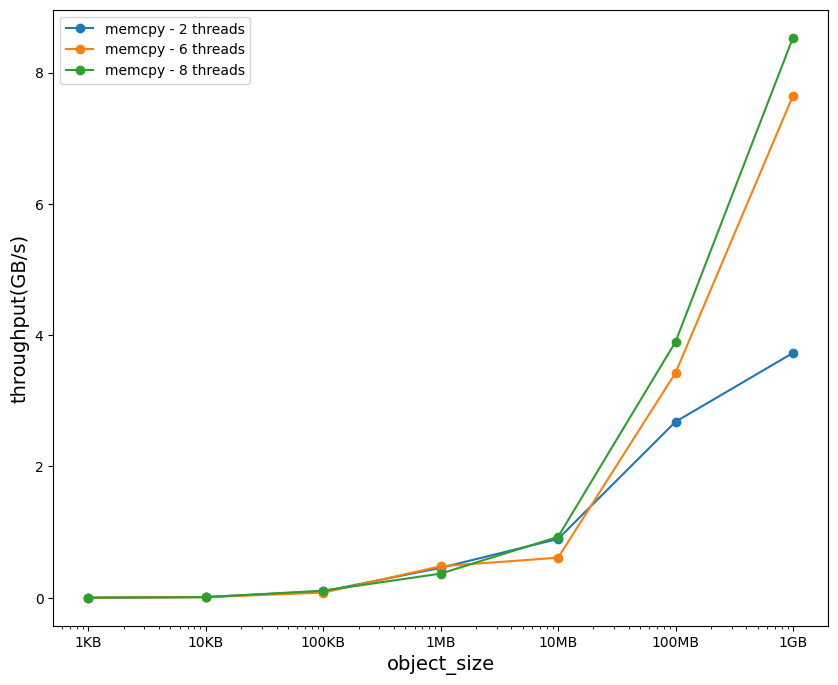 memcpy - 2 threads
memcpy - 6 threads
memcpy - 8 threads
throughput(GB/s)
8
6
4
2
0
1KB 10KB 100KB 1MB 10MB 100MB 1GB
object_size